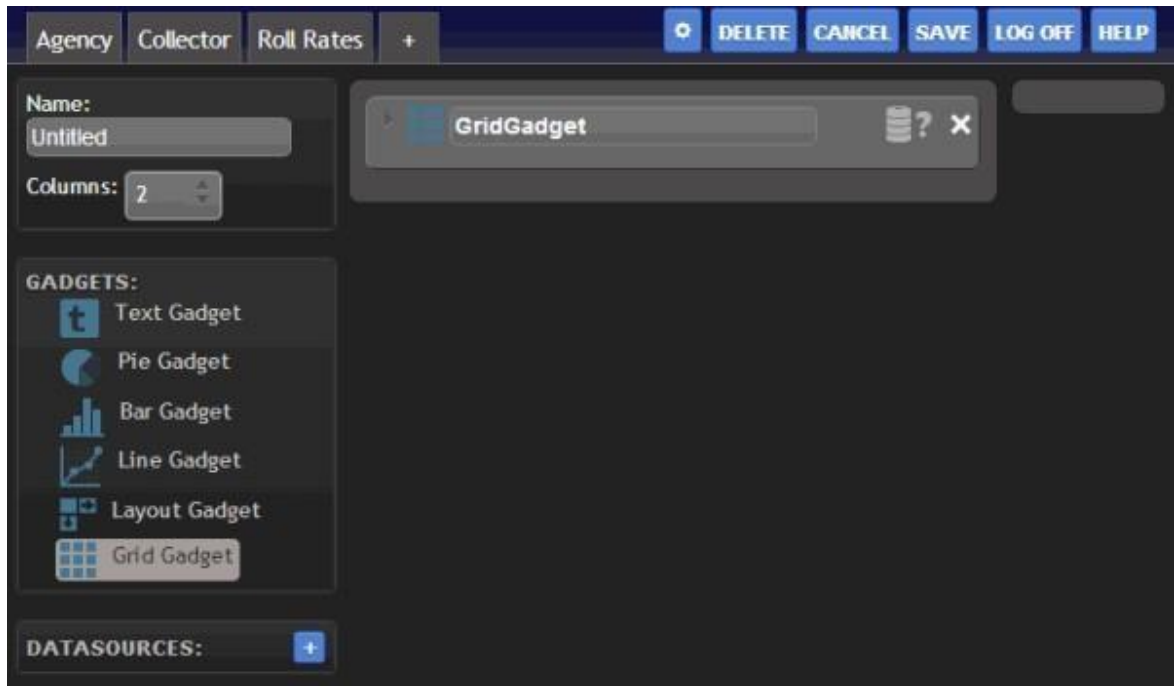 Agency Collector Roll Rates + DELETE CANCEL SAVE LOG OFF HELP
Name:
Untitled
Columns: 2
GridGadget ?
GADGETS:
Text Gadget
Pie Gadget
Bar Gadget
Line Gadget
Layout Gadget
Grid Gadget
DATASOURCES: +